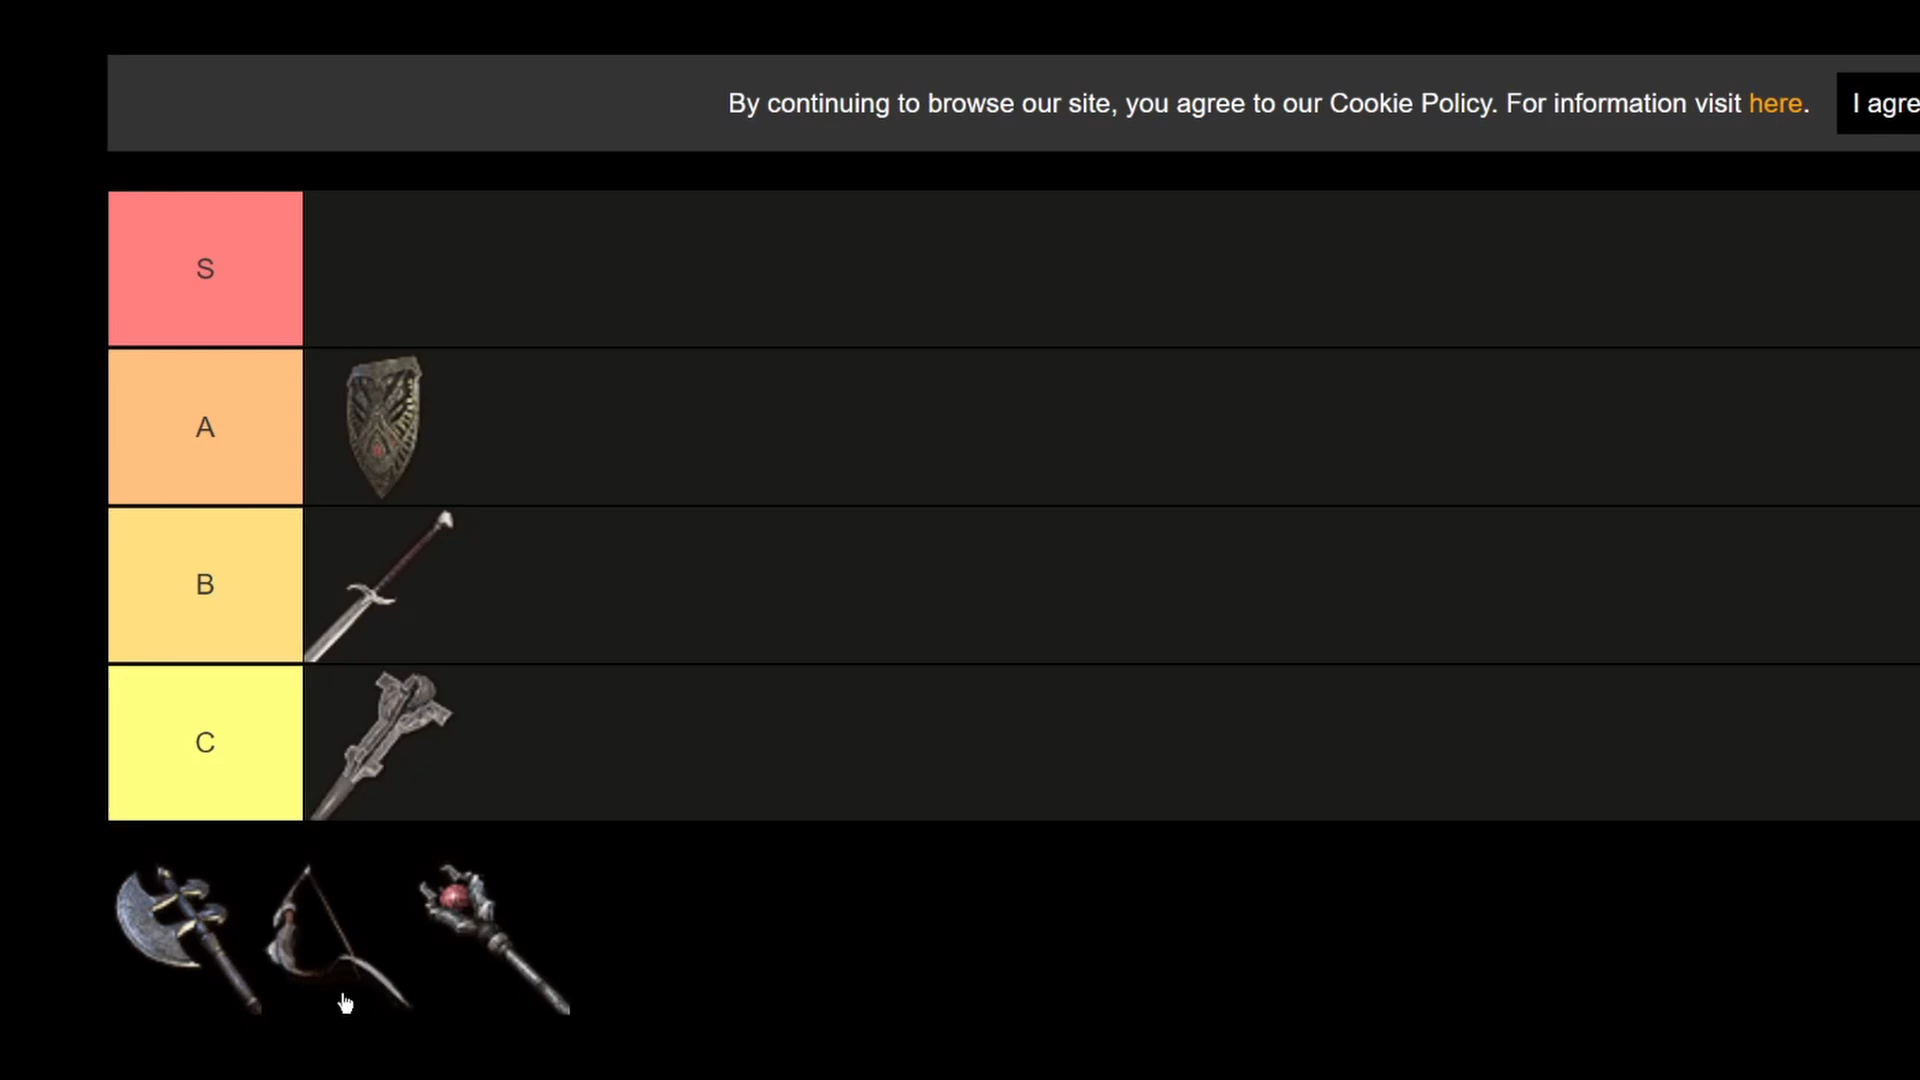 By continuing to browse our site, you agree to our Cookie Policy. For information visit here.
I agre
S
A
B
C